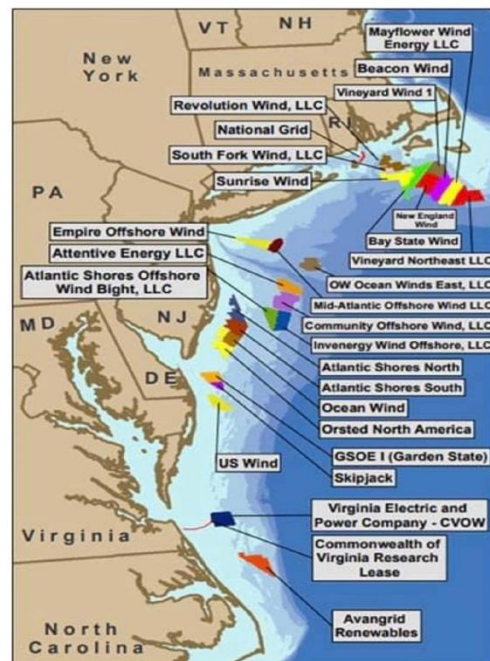 VT
NH
Mayflower Wind
Energy LLC
New
York
Beacon Wind
Massachusetts
Vineyard Wind 1
Revolution Wind, LLC
RI
National Grid
South Fork Wind, LLC
Sunrise Wind
PA
New England
Wind
Bay State Wind
Empire Offshore Wind
Vineyard Northeast LLC
Attentive Energy LLC
OW Ocean Winds East, LLC
Atlantic Shores Offshore
Wind Bight, LLC
Mid-Atlantic Offshore Wind LLC
MD
NJ
Community Offshore Wind, LLC
Invenergy Wind Offshore, LLC
Atlantic Shores North
DE
Atlantic Shores South
Ocean Wind
Orsted North America
US Wind
GSOE I (Garden State)
Skipjack
Virginia
Virginia Electric and
Power Company - CVOW
Commonwealth of
Virginia Research
Lease
Avangrid
Renewables
North
Carolina